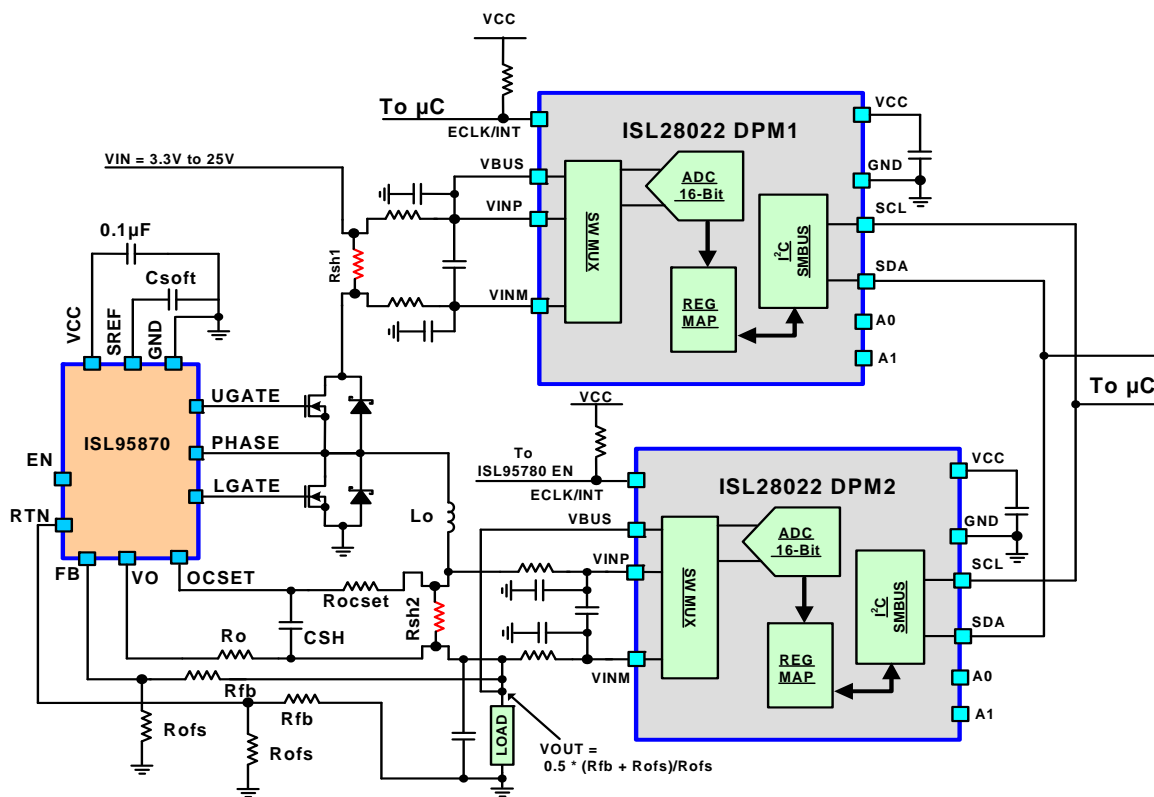 VCC
To µC
ECLK/INT
ISL28022 DPM1
VCC
VIN = 3.3V to 25V
VBUS
ADC
16-Bit
GND
VINP
SW MUX
I²C
SMBUS
SCL
0.1µF
Rsh1
Csoft
VINM
REG
MAP
SDA
A0
A1
VCC
SREF
GND
To µC
UGATE
ISL95870
PHASE
EN
LGATE
RTN
FB
VO
OCSET
VCC
To
ISL95780 EN
ECLK/INT
ISL28022 DPM2
VCC
Lo
VBUS
ADC
16-Bit
GND
VINP
SW MUX
I²C
SMBUS
SCL
Rocset
Rsh2
CSH
Ro
VINM
REG
MAP
SDA
A0
A1
Rfb
Rfb
Rofs
Rofs
LOAD
VOUT =
0.5 * (Rfb + Rofs)/Rofs